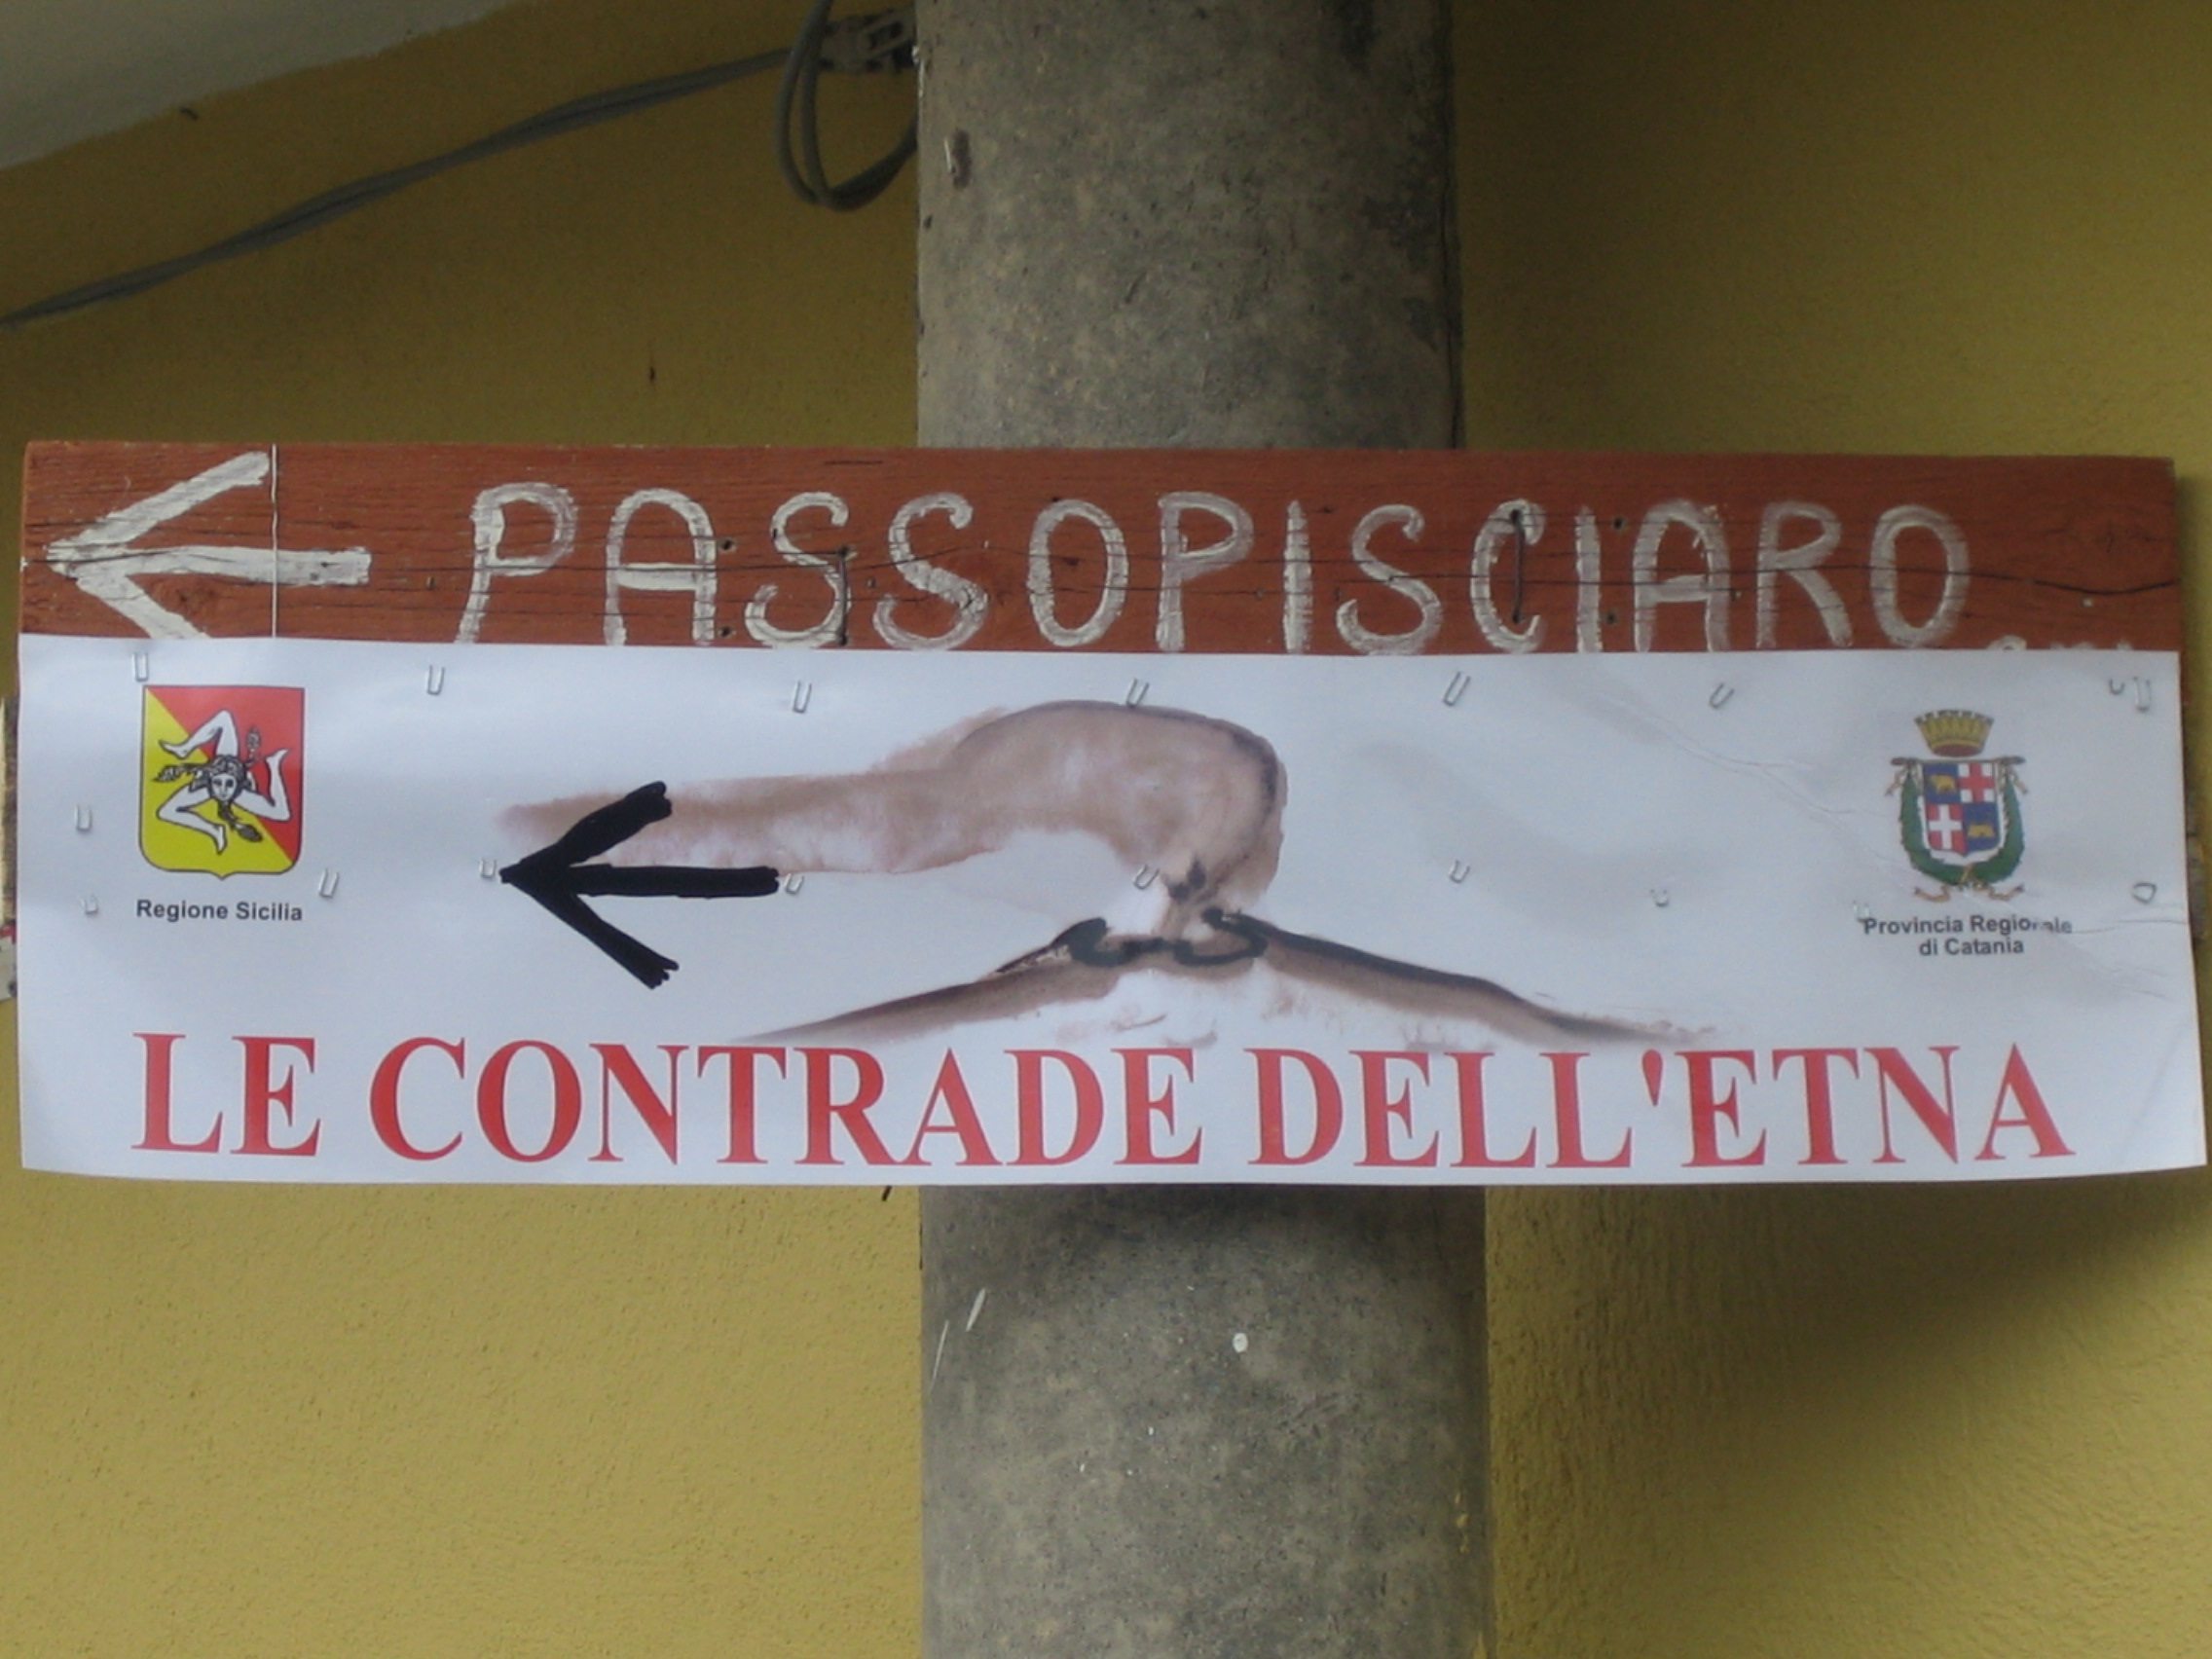 PASSOPISCIARO
Regione Sicilia
Provincia Regionale
di Catania
LE CONTRADE DELL'ETNA